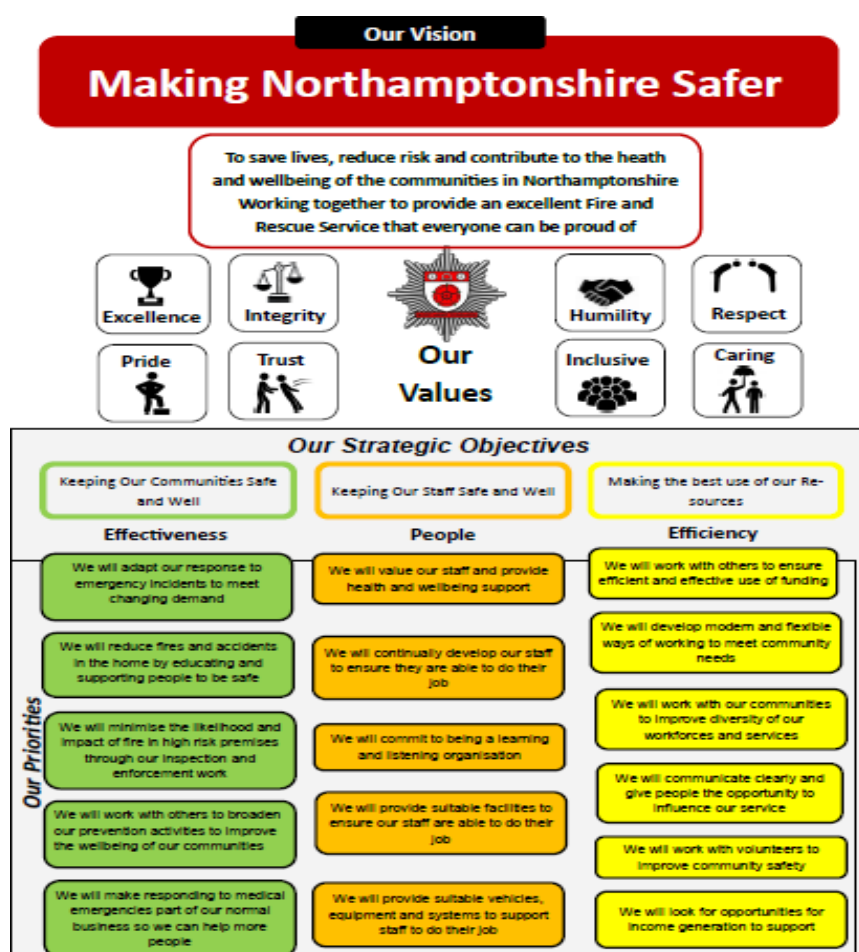 Our Vision
Making Northamptonshire Safer
To save lives, reduce risk and contribute to the heath
and wellbeing of the communities in Northamptonshire
Working together to provide an excellent Fire and
Rescue Service that everyone can be proud of
Excellence
Integrity
Humility
Respect
Pride
Trust
Our
Values
Inclusive
Caring
Our Strategic Objectives
Keeping Our Communities Safe
and Well
Keeping Our Staff Safe and Well
Making the best use of our Re-
sources
Effectiveness
People
Efficiency
Our Priorities
We will adapt our response to
emergency incidents to meet
changing demand
We will reduce fires and accidents
in the home by educating and
supporting people to be safe
We will minimise the likelihood and
impact of fire in high risk premises
through our inspection and
enforcement work
We will work with others to broaden
our prevention activities to improve
the wellbeing of our communities
We will make responding to medical
emergencies part of our normal
business so we can help more
people
We will value our staff and provide
health and wellbeing support
We will continually develop our staff
to ensure they are able to do their
job
We will commit to being a learning
and listening organisation
We will provide suitable facilities to
ensure our staff are able to do their
job
We will provide suitable vehicles,
equipment and systems to support
staff to do their job
We will work with others to ensure
efficient and effective use of funding
We will develop modern and flexible
ways of working to meet community
needs
We will work with our communities
to improve diversity of our
workforces and services
We will communicate clearly and
give people the opportunity to
influence our service
We will work with volunteers to
improve community safety
We will look for opportunities for
income generation to support